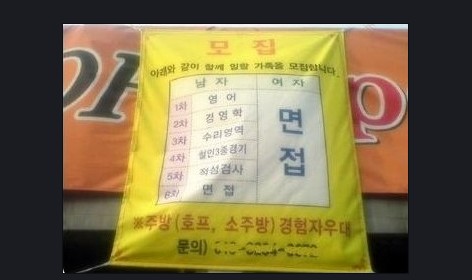 모집
아래와 같이 함께 일할 가족을 모집합니다.
남자 여자
1차 영어
2차 경영학
3차 수리영역
4차 철인3종경기
5차 적성검사
6차 면접
면접
※주방(호프, 소주방) 경험자우대
문의)